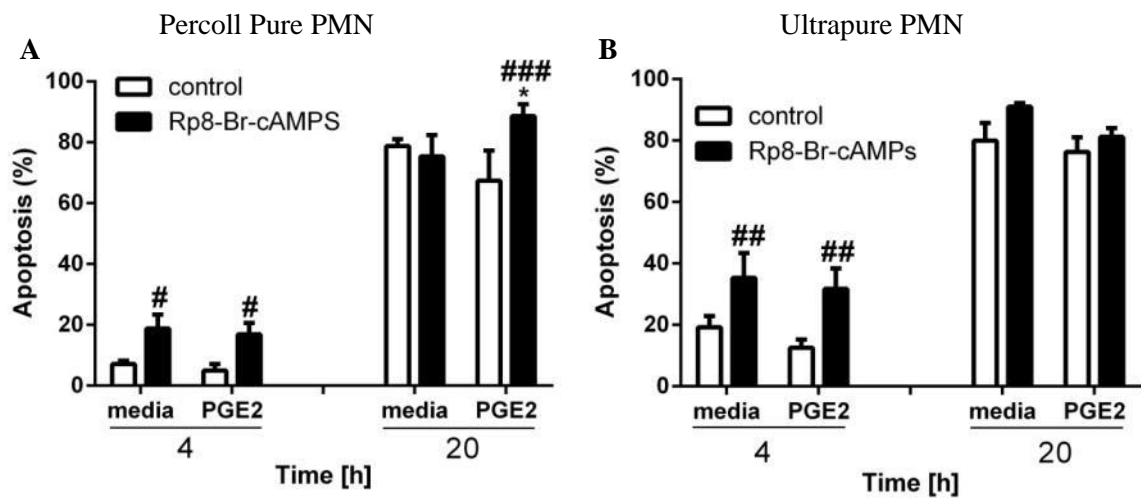 Percoll Pure PMN
Ultrapure PMN
A
100
80
60
40
20
0
Apoptosis (%)
control
Rp8-Br-cAMPS
#
#
###
*
media
PGE2
media
PGE2
4
20
Time [h]
B
100
80
60
40
20
0
Apoptosis (%)
control
Rp8-Br-cAMPs
##
##
media
PGE2
media
PGE2
4
20
Time [h]